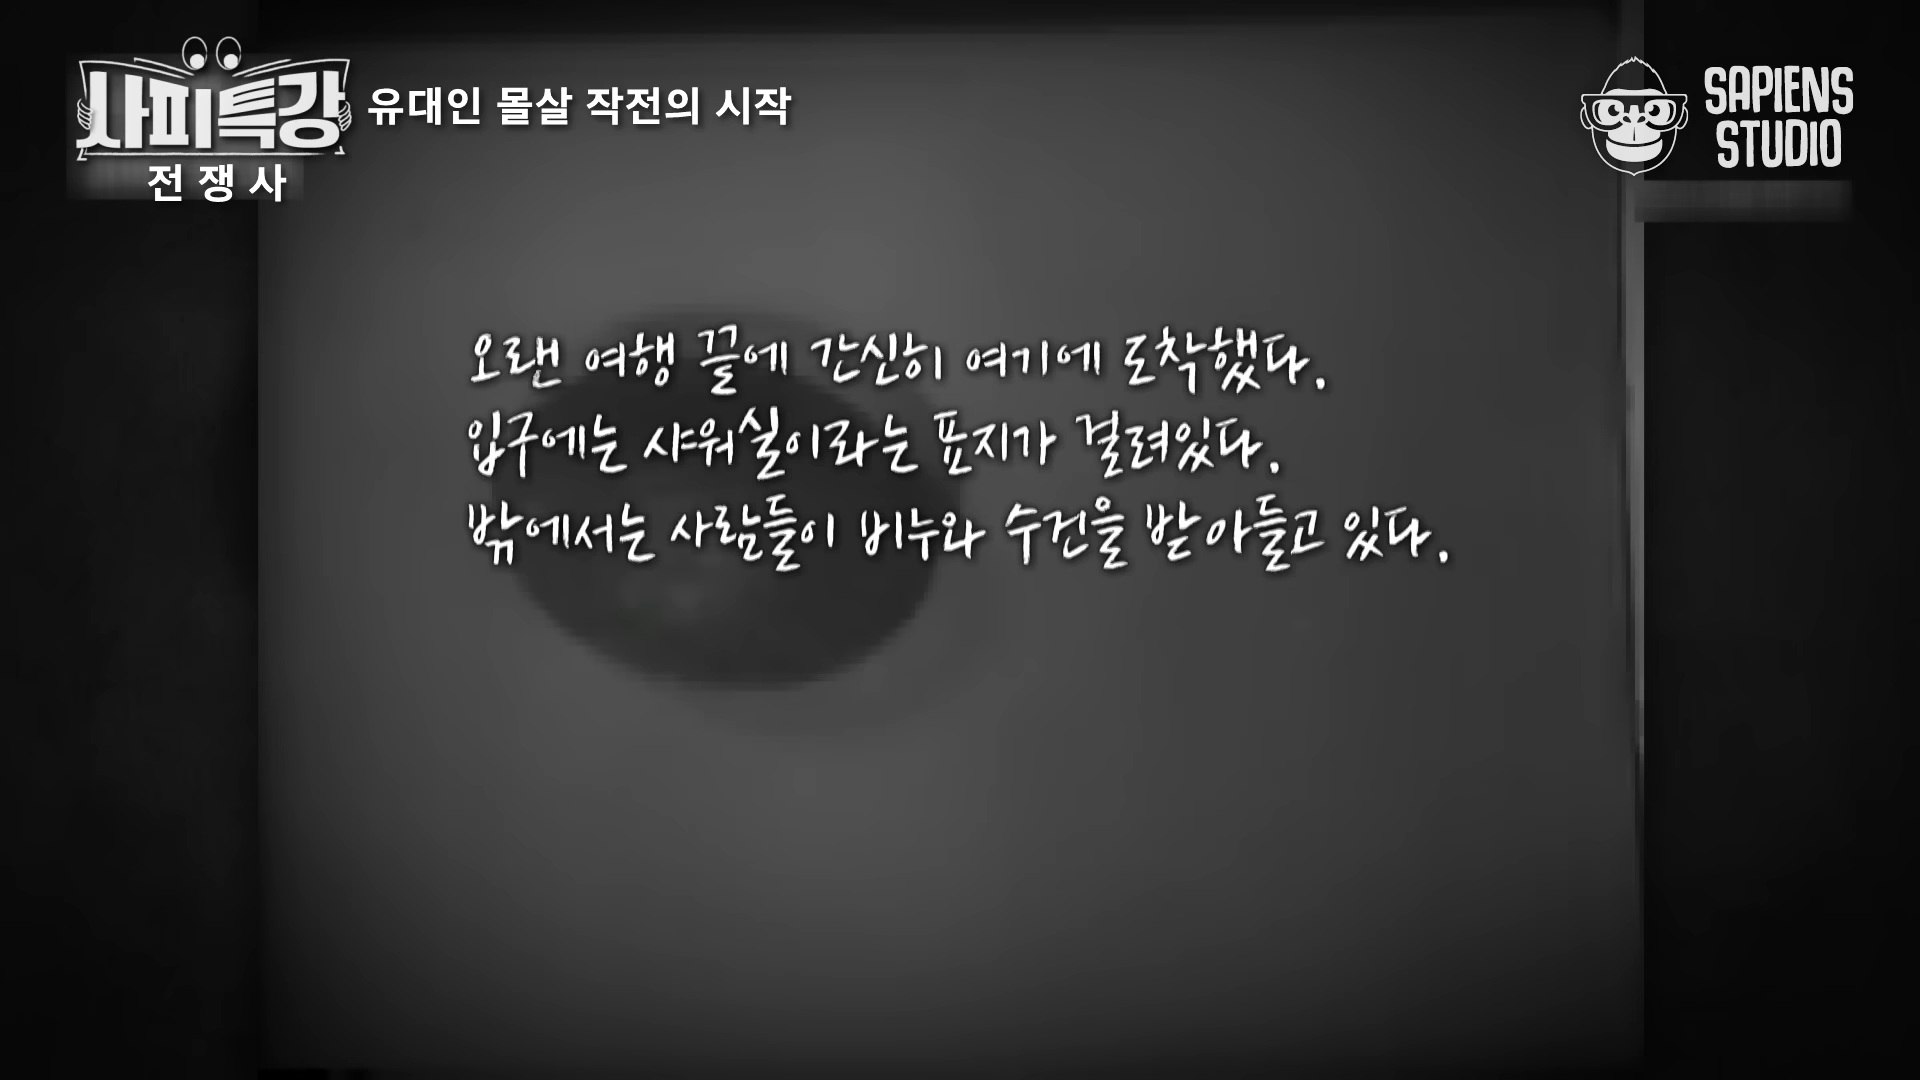 사피특강
유대인 몰살 작전의 시작
전쟁사
SAPIENS
STUDIO
오랜 여행 끝에 간신히 여기에 도착했다.
입구에는 샤워실이라는 표지가 걸려있다.
밖에서는 사람들이 비누와 수건을 받아들고 있다.